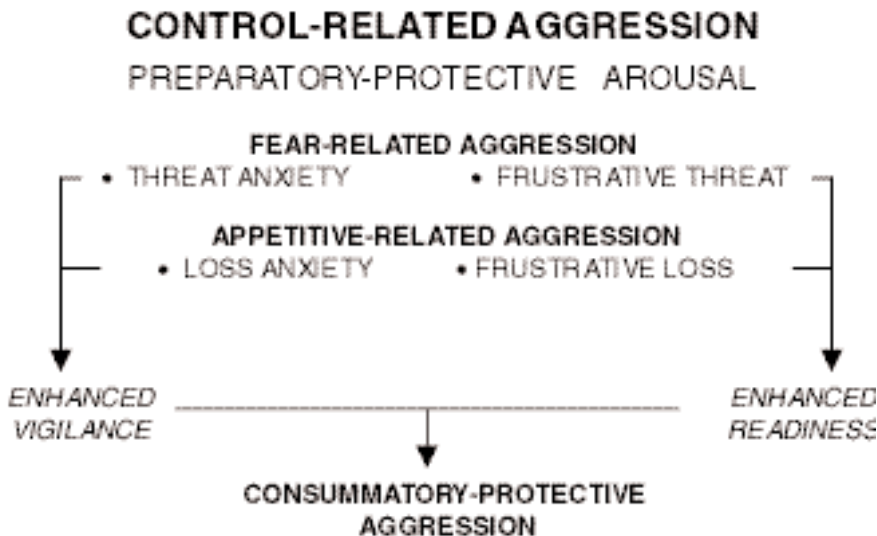 CONTROL-RELATED AGGRESSION
PREPARATORY-PROTECTIVE AROUSAL
FEAR-RELATED AGGRESSION
• THREAT ANXIETY • FRUSTRATIVE THREAT
APPETITIVE-RELATED AGGRESSION
• LOSS ANXIETY • FRUSTRATIVE LOSS
ENHANCED ENHANCED
VIGILANCE READINESS
CONSUMMATORY-PROTECTIVE
AGGRESSION